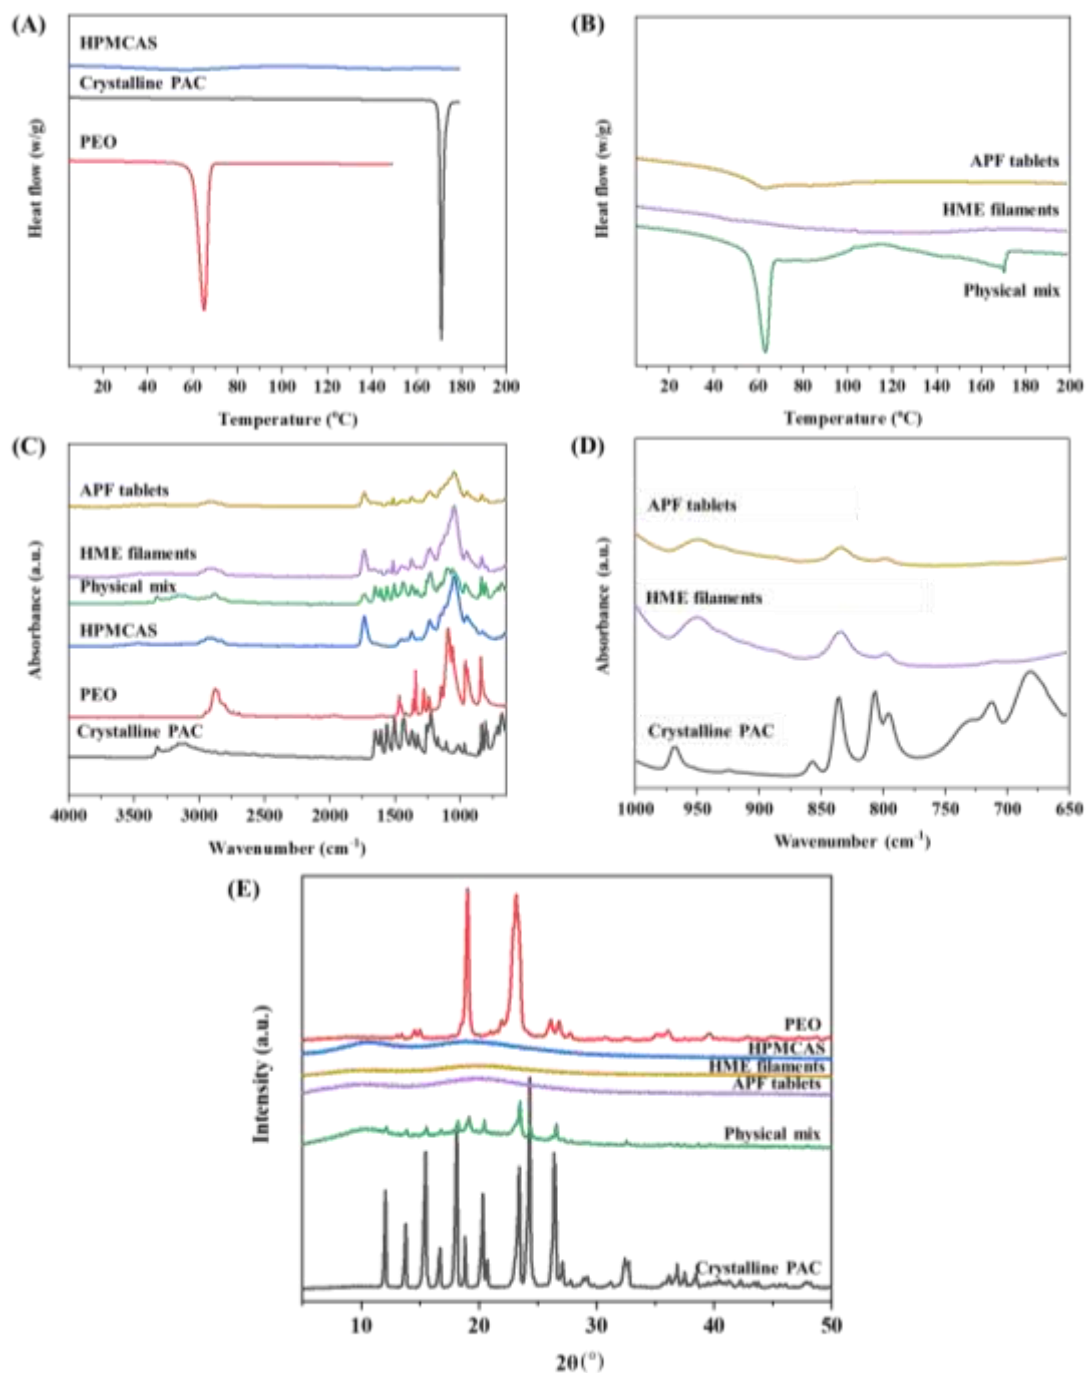 (A)
HPMCAS
Crystalline PAC
PEO
Heat flow (w/g)
20 40 60 80 100 120 140 160 180 200
Temperature (°C)
(B)
APF tablets
HME filaments
Physical mix
Heat flow (w/g)
20 40 60 80 100 120 140 160 180 200
Temperature (°C)
(C)
APF tablets
HME filaments
Physical mix
HPMCAS
PEO
Crystalline PAC
Absorbance (a.u.)
4000 3500 3000 2500 2000 1500 1000
Wavenumber (cm⁻¹)
(D)
APF tablets
HME filaments
Crystalline PAC
Absorbance (a.u.)
1000 950 900 850 800 750 700 650
Wavenumber (cm⁻¹)
(E)
PEO
HPMCAS
HME filaments
APF tablets
Physical mix
Crystalline PAC
Intensity (a.u.)
10 20 30 40 50
2θ(°)